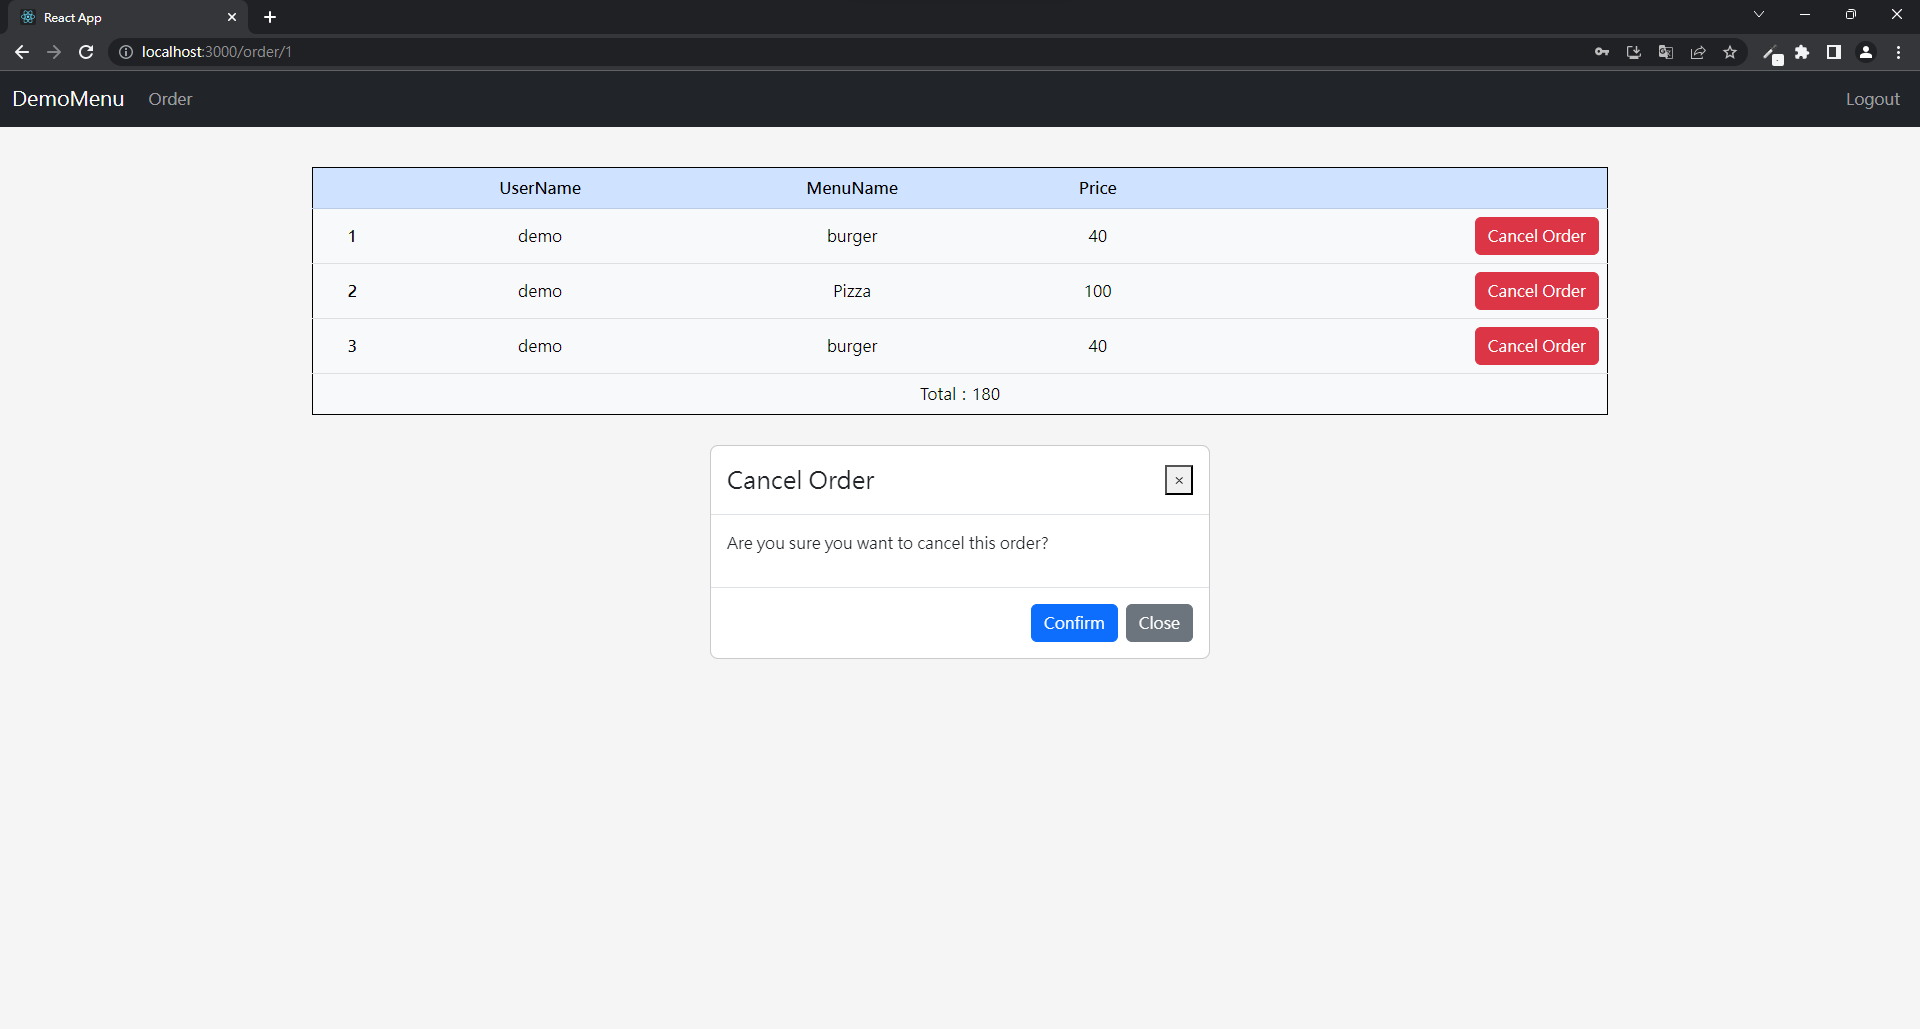 React App
localhost:3000/order/1
DemoMenu Order Logout
UserName MenuName Price
1 demo burger 40 Cancel Order
2 demo Pizza 100 Cancel Order
3 demo burger 40 Cancel Order
Total : 180
Cancel Order ×
Are you sure you want to cancel this order?
Confirm Close